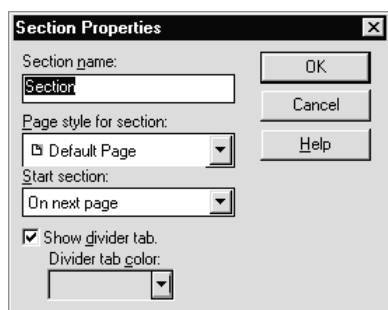 Section Properties
Section name:
Section
Page style for section:
Default Page
Start section:
On next page
Show divider tab.
Divider tab color:
OK
Cancel
Help